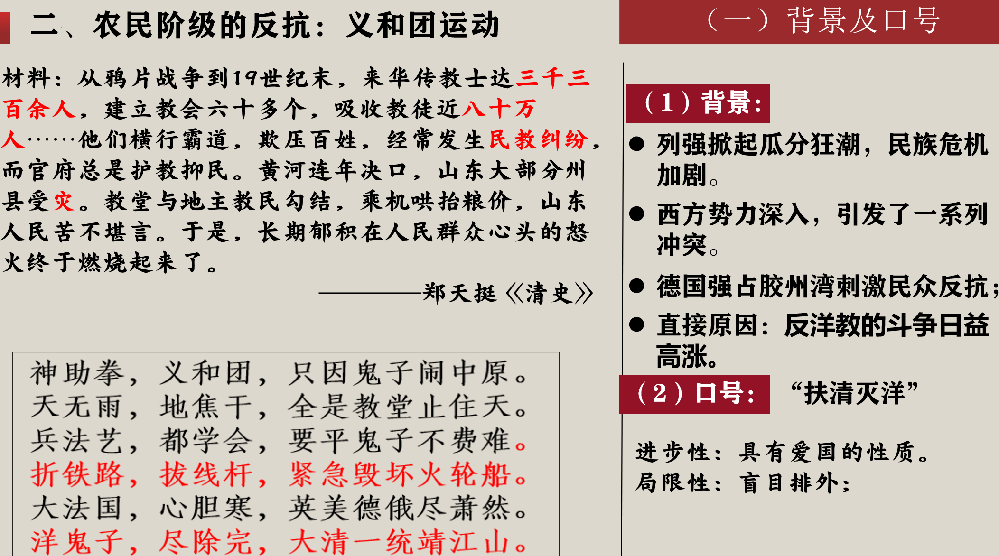 二、农民阶级的反抗：义和团运动
（一）背景及口号
材料：从鸦片战争到19世纪末，来华传教士达三千三
百余人，建立教会六十多个，吸收教徒近八十万
人……他们横行霸道，欺压百姓，经常发生民教纠纷，
而官府总是护教抑民。黄河连年决口，山东大部分州
县受灾。教堂与地主教民勾结，乘机哄抬粮价，山东
人民苦不堪言。于是，长期郁积在人民群众心头的怒
火终于燃烧起来了。
————郑天挺《清史》
神助拳，义和团，只因鬼子闹中原。
天无雨，地焦干，全是教堂止住天。
兵法艺，都学会，要平鬼子不费难。
折铁路，拔线杆，紧急毁坏火轮船。
大法国，心胆寒，英美德俄尽萧然。
洋鬼子，尽除完，大清一统靖江山。
（1）背景：
● 列强掀起瓜分狂潮，民族危机
加剧。
● 西方势力深入，引发了一系列
冲突。
● 德国强占胶州湾刺激民众反抗；
● 直接原因：反洋教的斗争日益
高涨。
（2）口号： “扶清灭洋”
进步性：具有爱国的性质。
局限性：盲目排外；